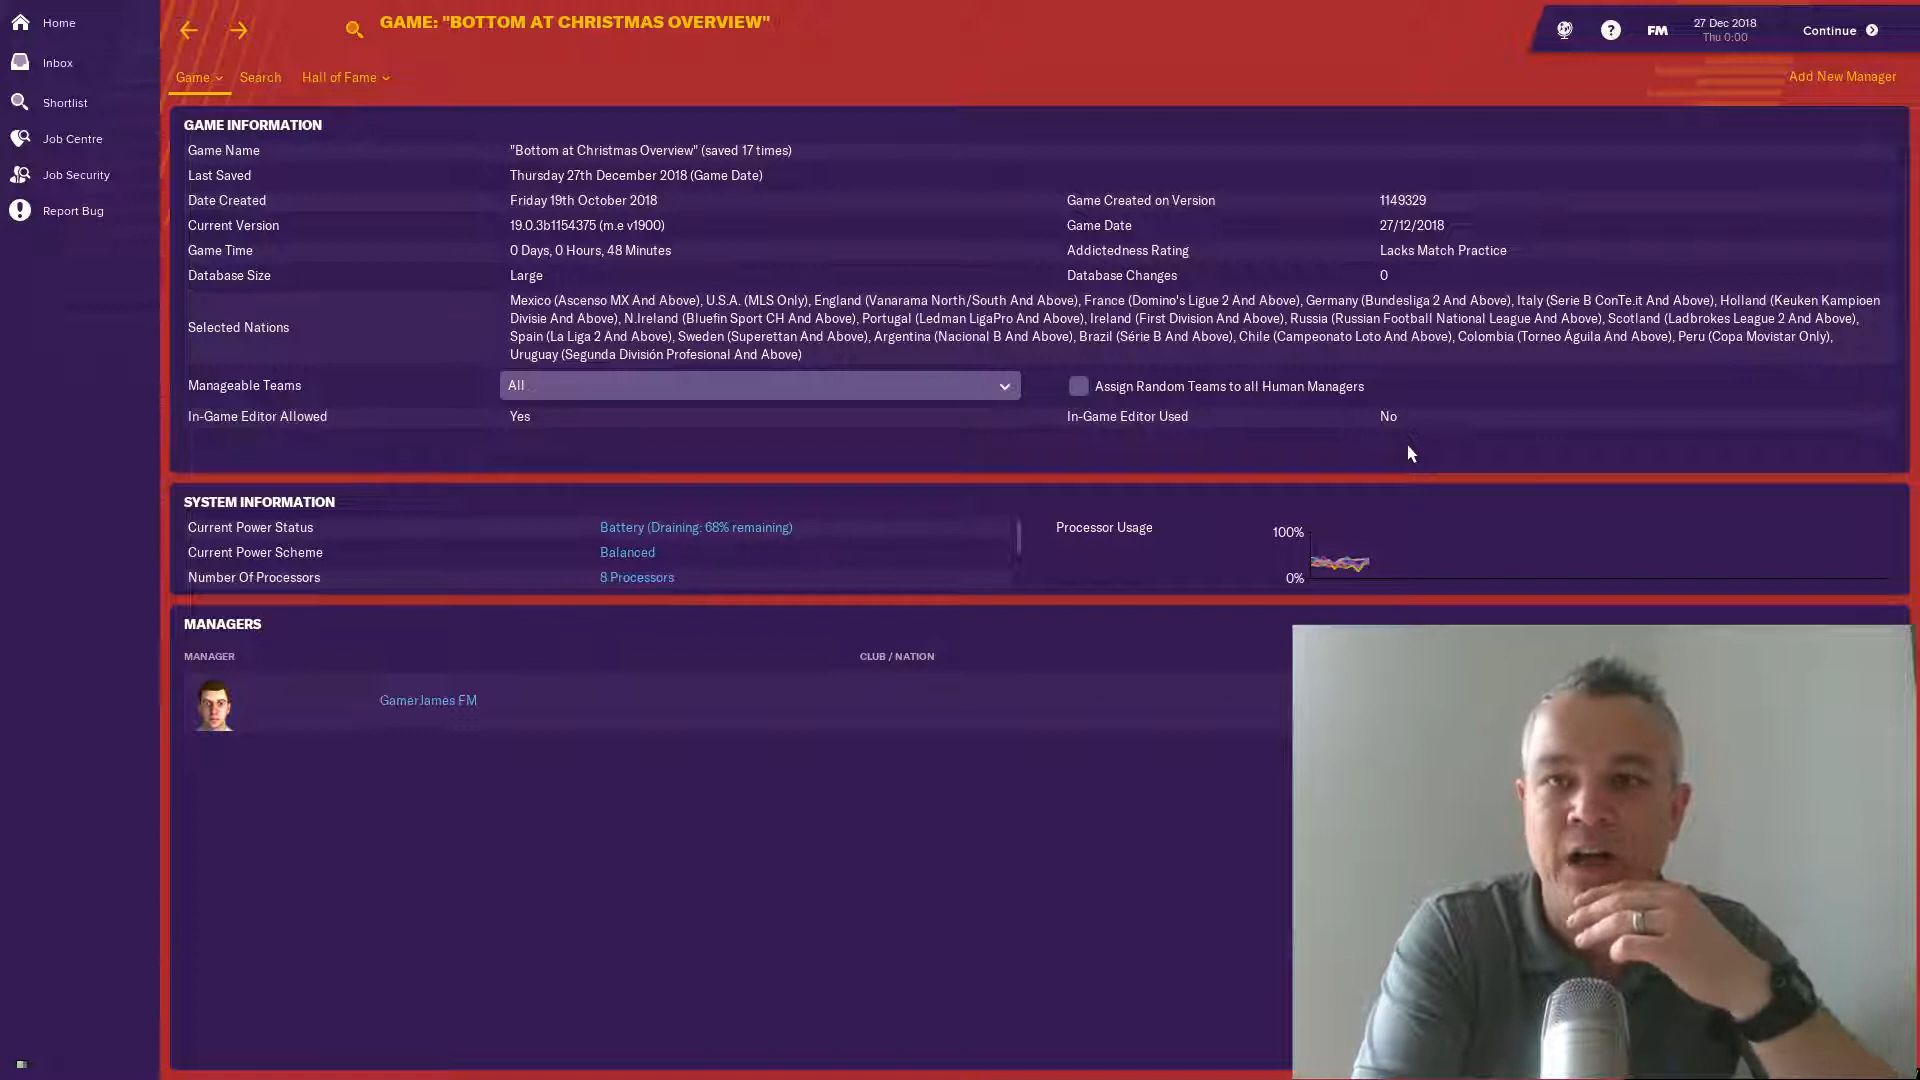 Home
Inbox
Shortlist
Job Centre
Job Security
Report Bug
GAME: "BOTTOM AT CHRISTMAS OVERVIEW"
FM
27 Dec 2018
Thu 0:00
Continue
Game
Search
Hall of Fame
Add New Manager
GAME INFORMATION
Game Name "Bottom at Christmas Overview" (saved 17 times)
Last Saved Thursday 27th December 2018 (Game Date)
Date Created Friday 19th October 2018 Game Created on Version 1149329
Current Version 19.0.3b1154375 (m.e v1900) Game Date 27/12/2018
Game Time 0 Days, 0 Hours, 48 Minutes Addictedness Rating Lacks Match Practice
Database Size Large Database Changes 0
Selected Nations
Mexico (Ascenso MX And Above), U.S.A. (MLS Only), England (Vanarama North/South And Above), France (Domino's Ligue 2 And Above), Germany (Bundesliga 2 And Above), Italy (Serie B ConTe.it And Above), Holland (Keuken Kampioen
Divisie And Above), N.Ireland (Bluefin Sport CH And Above), Portugal (Ledman LigaPro And Above), Ireland (First Division And Above), Russia (Russian Football National League And Above), Scotland (Ladbrokes League 2 And Above),
Spain (La Liga 2 And Above), Sweden (Superettan And Above), Argentina (Nacional B And Above), Brazil (Série B And Above), Chile (Campeonato Loto And Above), Colombia (Torneo Águila And Above), Peru (Copa Movistar Only),
Uruguay (Segunda División Profesional And Above)
Manageable Teams All Assign Random Teams to all Human Managers
In-Game Editor Allowed Yes In-Game Editor Used No
SYSTEM INFORMATION
Current Power Status Battery (Draining: 68% remaining) Processor Usage 100%
Current Power Scheme Balanced
Number Of Processors 8 Processors 0%
MANAGERS
MANAGER CLUB / NATION
GamerJames FM